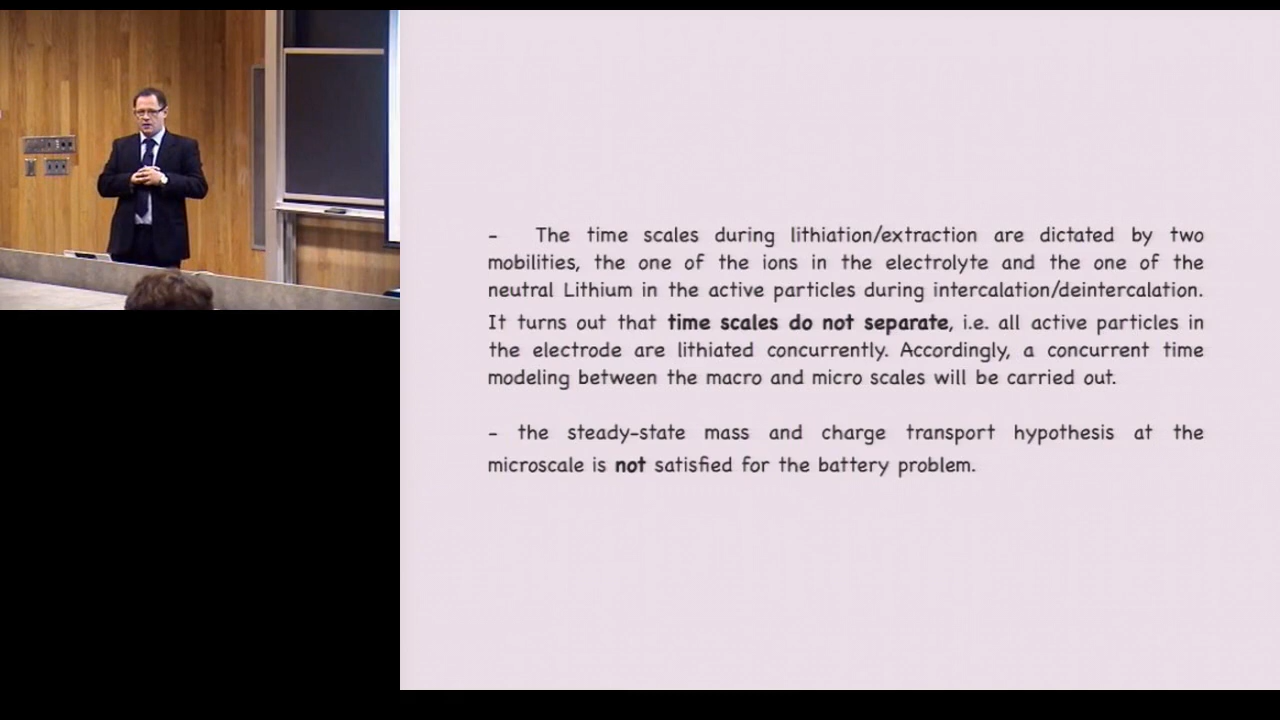 - The time scales during lithiation/extraction are dictated by two
mobilities, the one of the ions in the electrolyte and the one of the
neutral Lithium in the active particles during intercalation/deintercalation.
It turns out that time scales do not separate, i.e. all active particles in
the electrode are lithiated concurrently. Accordingly, a concurrent time
modeling between the macro and micro scales will be carried out.
- the steady-state mass and charge transport hypothesis at the
microscale is not satisfied for the battery problem.